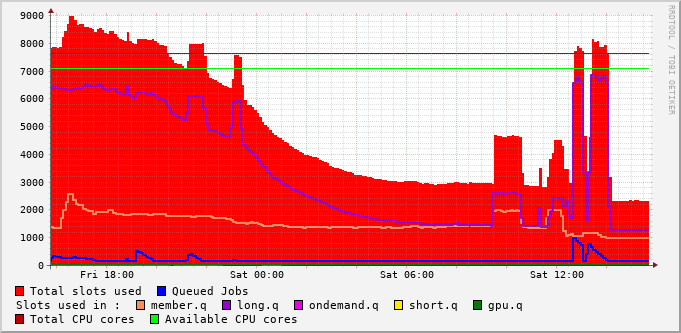 9000
8000
7000
6000
5000
4000
3000
2000
1000
0
Fri 18:00 Sat 00:00 Sat 06:00 Sat 12:00
RRDTOOL / TOBI OETIKER
Total slots used Queued Jobs
Slots used in : member.q long.q ondemand.q short.q gpu.q
Total CPU cores Available CPU cores